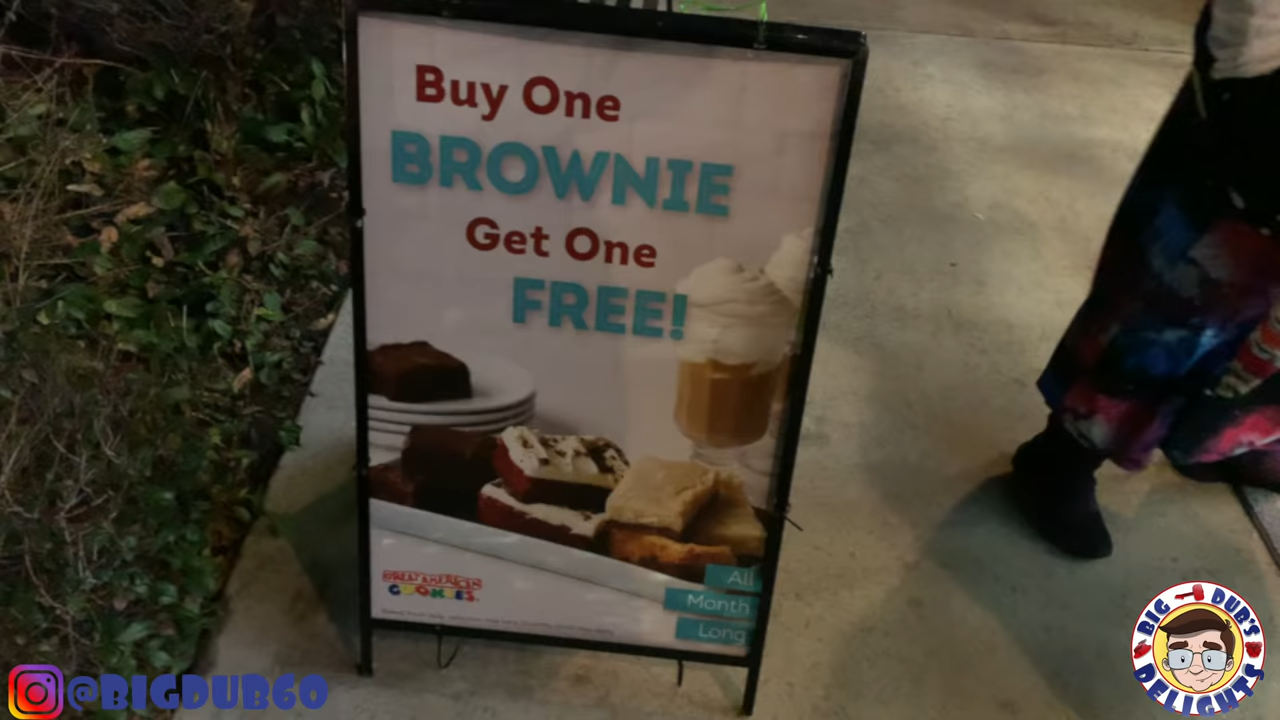 Buy One
BROWNIE
Get One
FREE!
All
Month
Long
GREAT AMERICAN
COOKIES
@BIGDUB60
BIG DUB'S
DELIGHTS